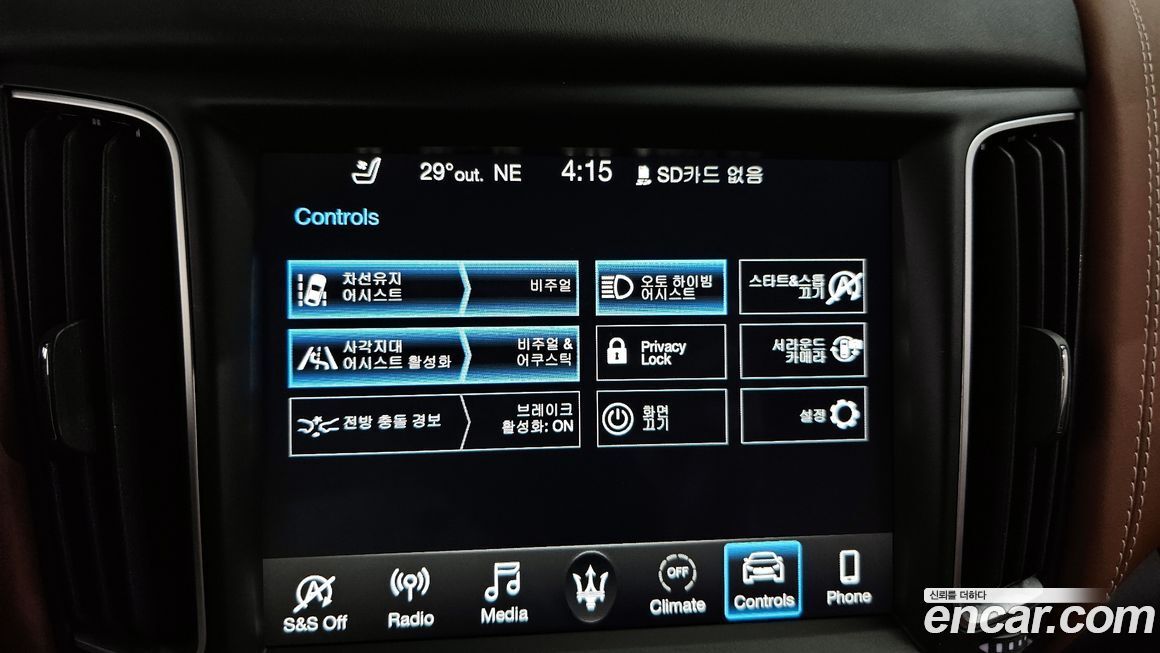 29°out. NE 4:15 SD카드 없음
Controls
차선유지
어시스트
비주얼
오토 하이빔
어시스트
스타트&스톱
끄기
사각지대
어시스트 활성화
비주얼 &
어쿠스틱
Privacy
Lock
서라운드
카메라
전방 충돌 경보
브레이크
활성화: ON
화면
끄기
설정
S&S Off
Radio
Media
OFF
Climate
Controls
Phone
신뢰를 더하다
encar.com